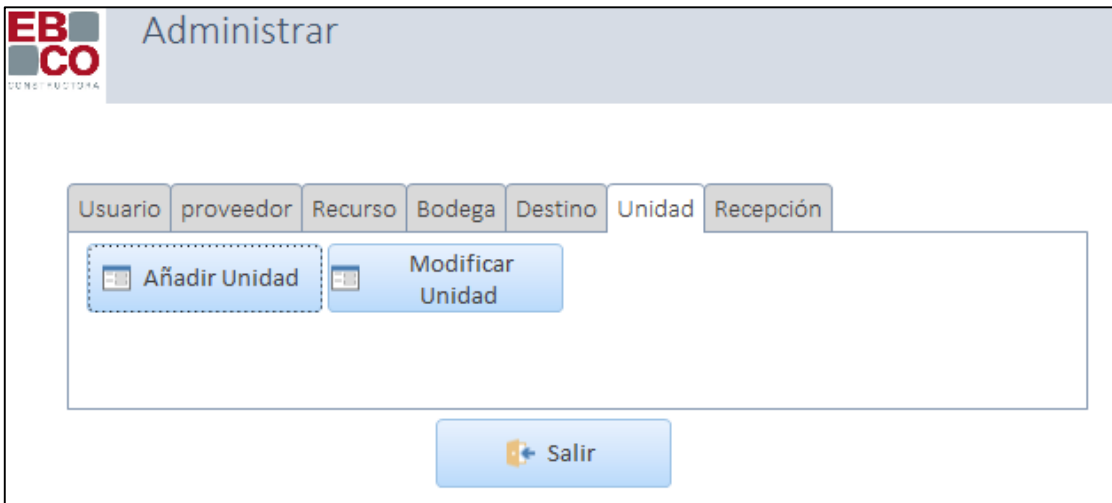 EB
CO
CONSTRUCTORA
Administrar
Usuario proveedor Recurso Bodega Destino Unidad Recepción
Añadir Unidad
Modificar
Unidad
Salir